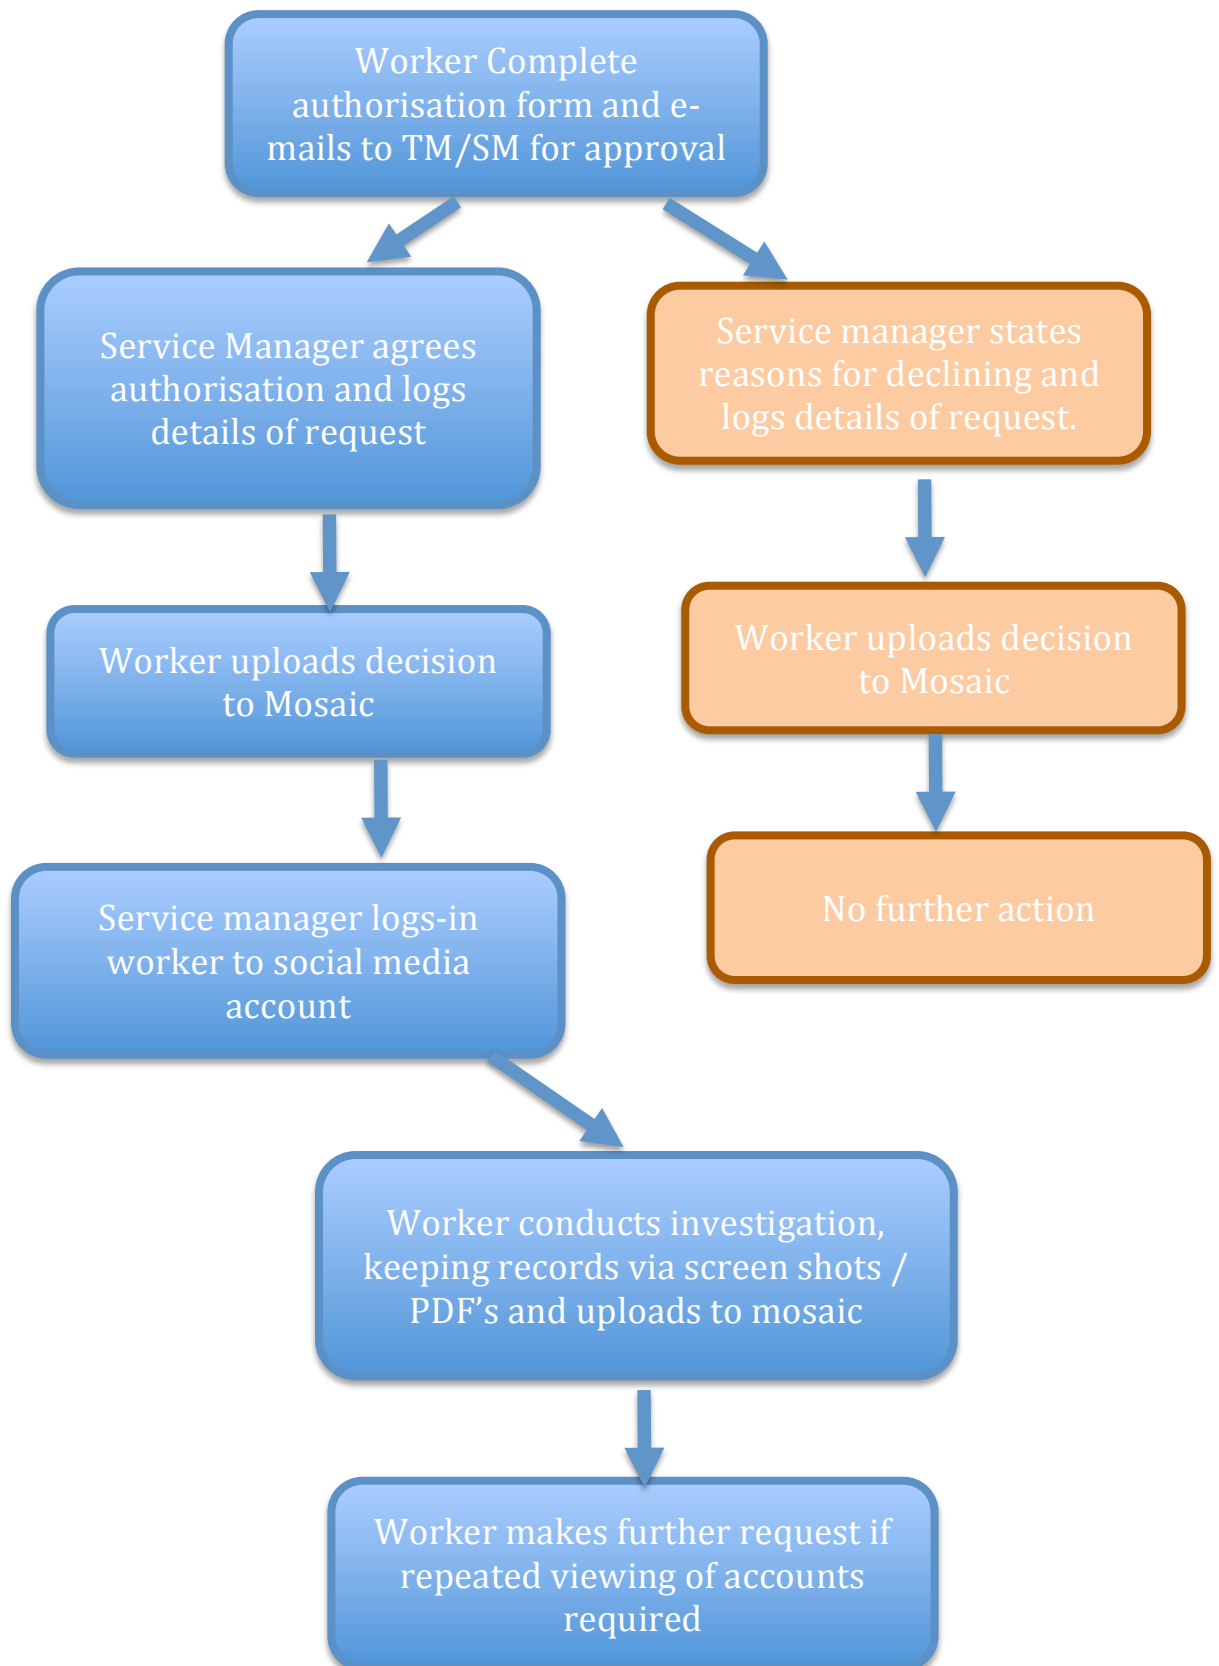 Worker Complete
authorisation form and e-
mails to TM/SM for approval
Service Manager agrees
authorisation and logs
details of request
Service manager states
reasons for declining and
logs details of request.
Worker uploads decision
to Mosaic
Worker uploads decision
to Mosaic
Service manager logs-in
worker to social media
account
No further action
Worker conducts investigation,
keeping records via screen shots /
PDF’s and uploads to mosaic
Worker makes further request if
repeated viewing of accounts
required